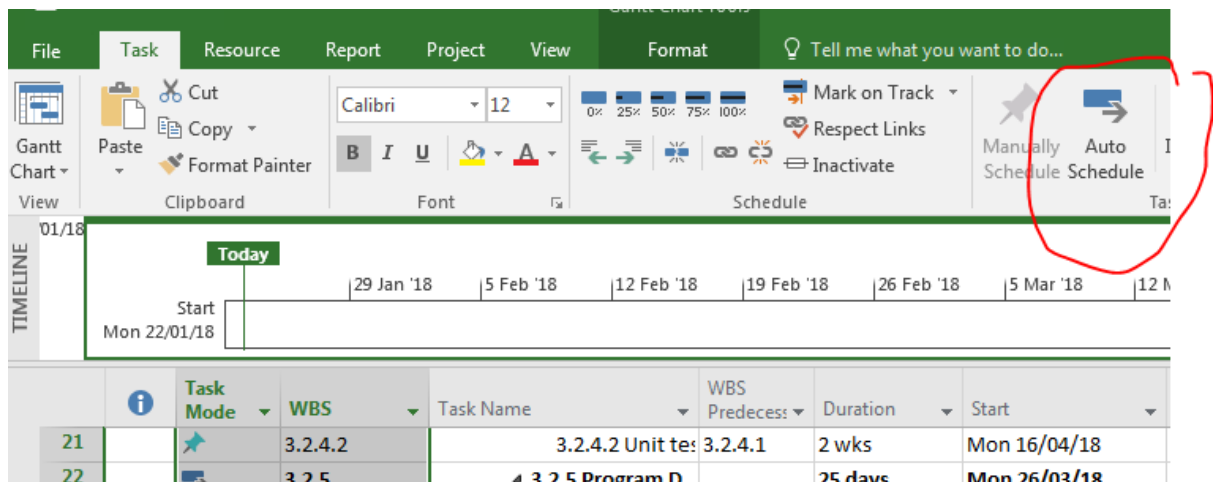 File Task Resource Report Project View Format Tell me what you want to do...
Cut
Copy
Format Painter
Paste
Gantt
Chart
Calibri 12
B I U A
0% 25% 50% 75% 100%
Mark on Track
Respect Links
Inactivate
Manually
Schedule
Auto
Schedule
View Clipboard Font Schedule
TIMELINE
Today
29 Jan '18 5 Feb '18 12 Feb '18 19 Feb '18 26 Feb '18 5 Mar '18 12
Start
Mon 22/01/18
Task
Mode
WBS
Task Name
WBS
Predecess
Duration
Start
21 3.2.4.2 3.2.4.2 Unit tes 3.2.4.1 2 wks Mon 16/04/18
22 3.2.5 3.2.5 Program D 25 days Mon 26/03/18